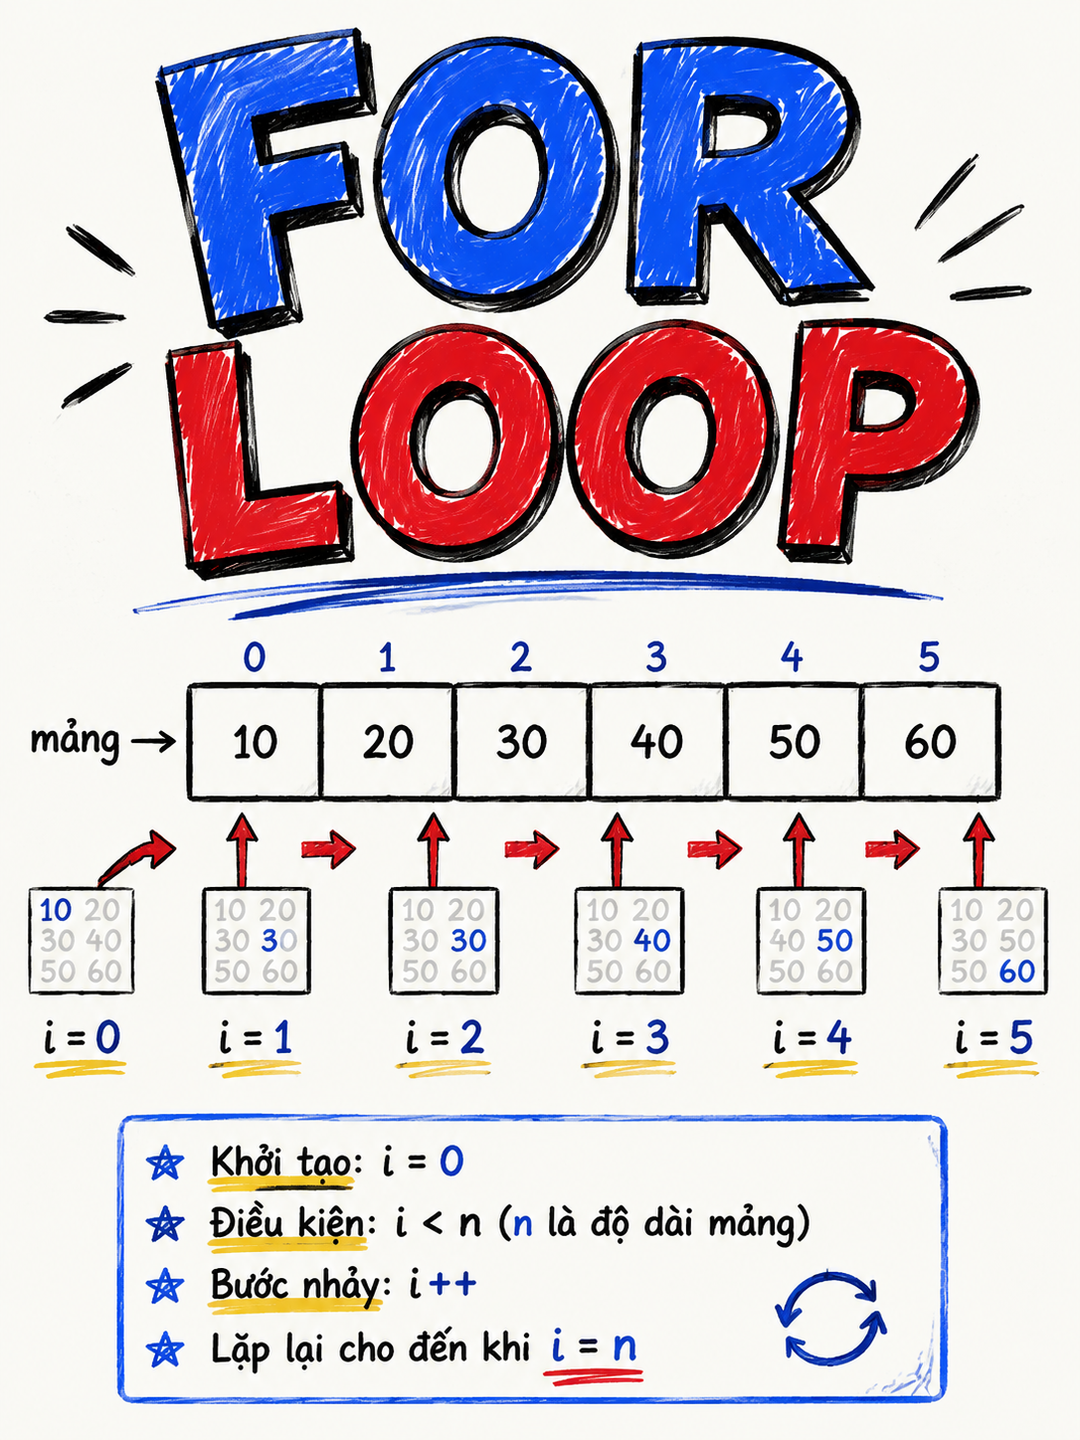 FOR
LOOP
0 1 2 3 4 5
mảng → 10 20 30 40 50 60
10 20
30 40
50 60
10 20
30 30
50 60
10 20
30 30
50 60
10 20
30 40
50 60
10 20
40 50
50 60
10 20
30 50
50 60
i = 0
i = 1
i = 2
i = 3
i = 4
i = 5
Khởi tạo: i = 0
Điều kiện: i < n (n là độ dài mảng)
Bước nhảy: i++
Lặp lại cho đến khi i = n